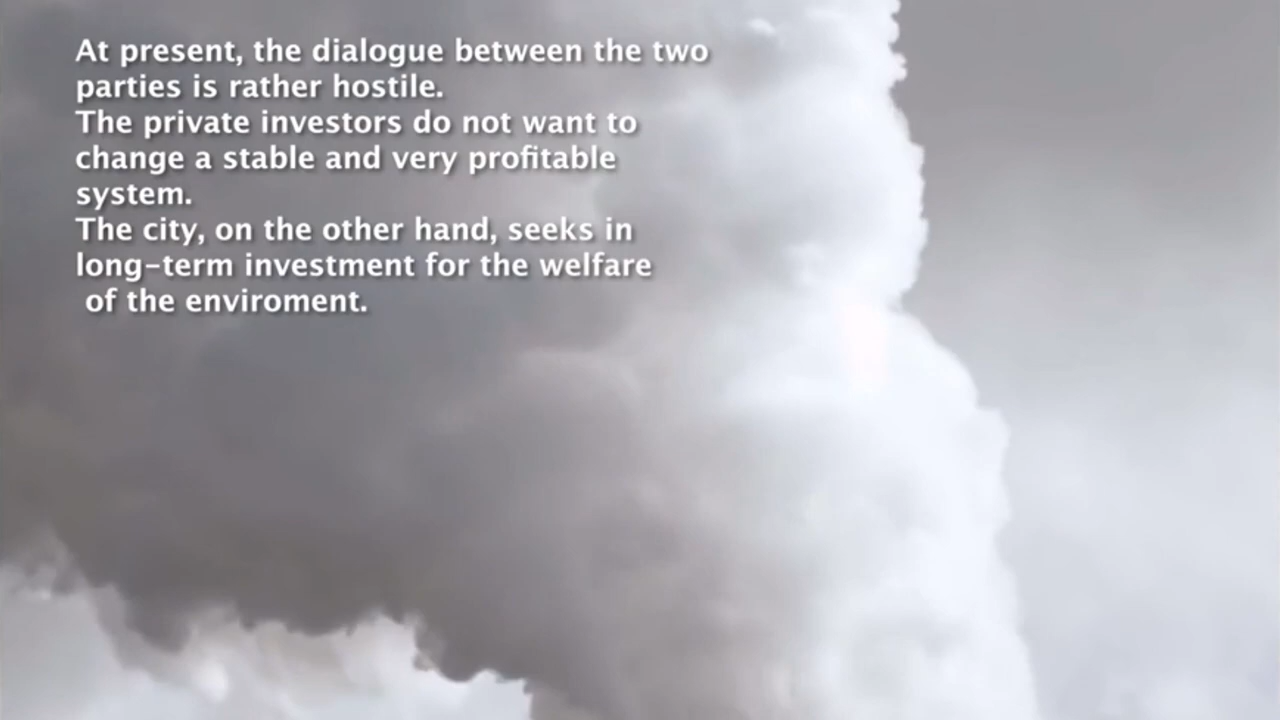 At present, the dialogue between the two
parties is rather hostile.
The private investors do not want to
change a stable and very profitable
system.
The city, on the other hand, seeks in
long-term investment for the welfare
of the enviroment.